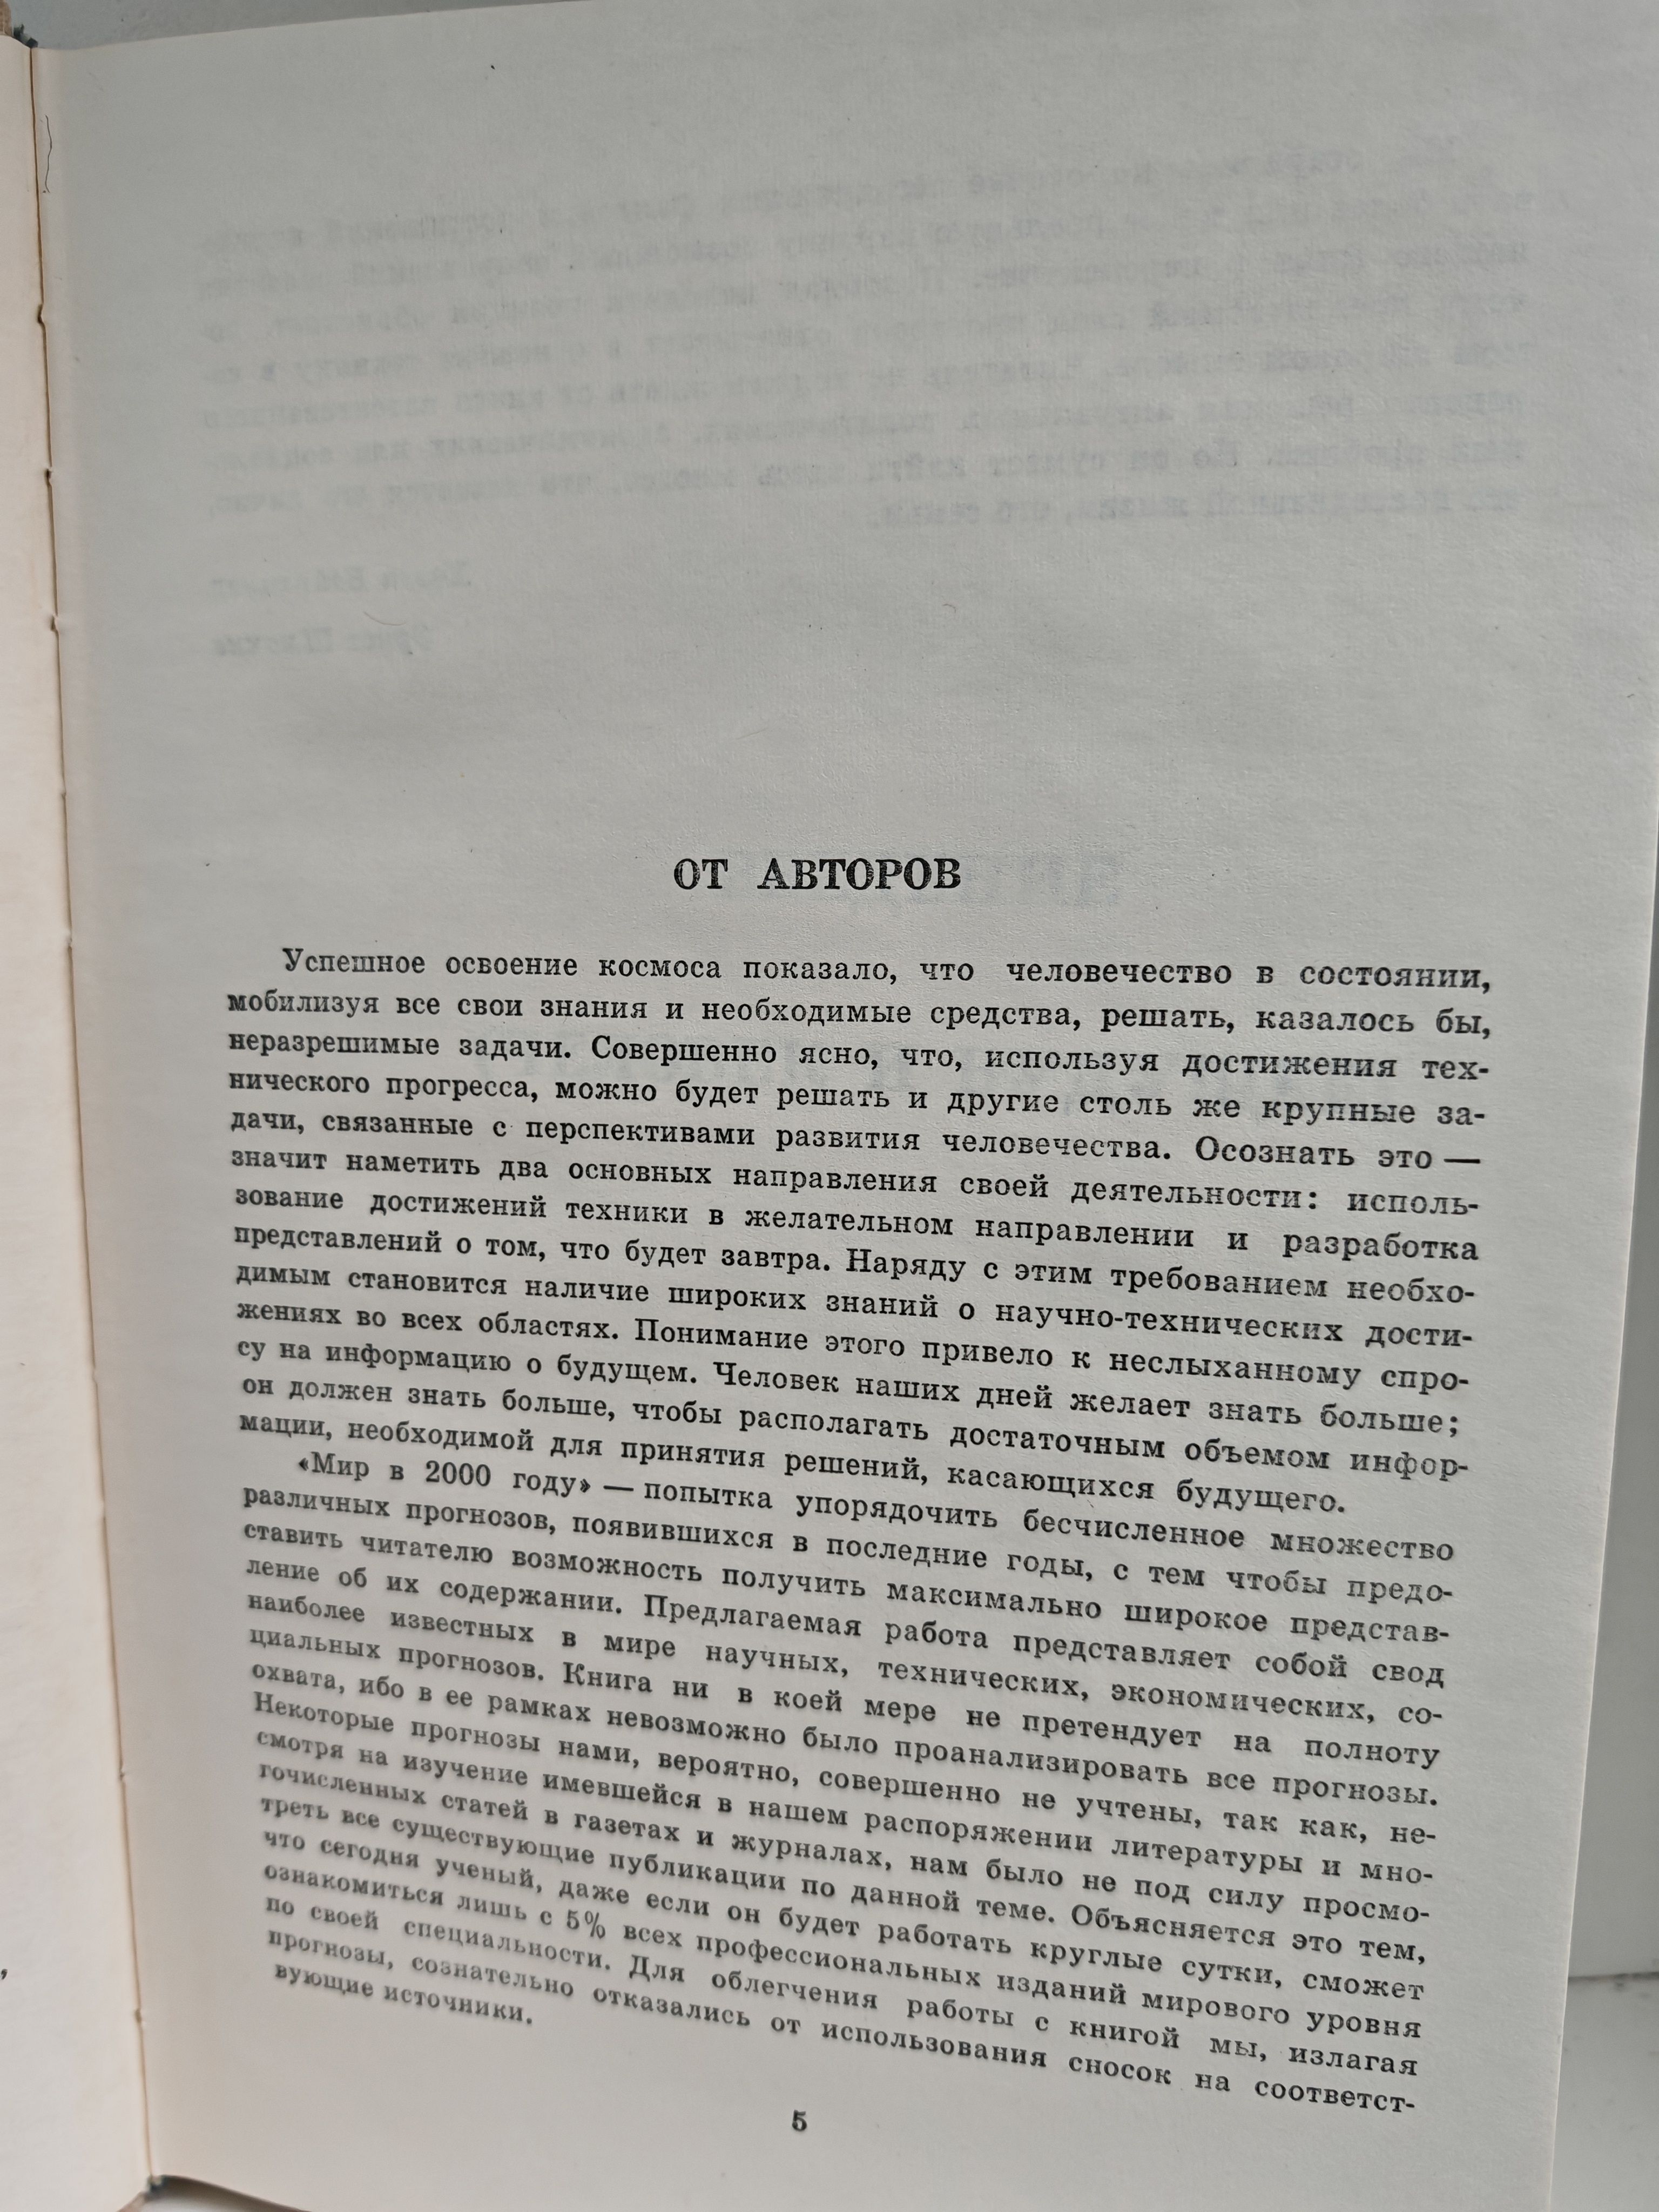 ОТ АВТОРОВ
Успешное освоение космоса показало, что человечество в состоянии,
мобилизуя все свои знания и необходимые средства, решать, казалось бы,
неразрешимые задачи. Совершенно ясно, что, используя достижения тех-
нического прогресса, можно будет решать и другие столь же крупные за-
дачи, связанные с перспективами развития человечества. Осознать это —
значит наметить два основных направления своей деятельности: исполь-
зование достижений техники в желательном направлении и разработка
представлений о том, что будет завтра. Наряду с этим требованием необхо-
димым становится наличие широких знаний о научно-технических дости-
жениях во всех областях. Понимание этого привело к неслыханному спро-
су на информацию о будущем. Человек наших дней желает знать больше;
он должен знать больше, чтобы располагать достаточным объемом инфор-
мации, необходимой для принятия решений, касающихся будущего.
«Мир в 2000 году» — попытка упорядочить бесчисленное множество
различных прогнозов, появившихся в последние годы, с тем чтобы предо-
ставить читателю возможность получить максимально широкое представ-
ление об их содержании. Предлагаемая работа представляет собой свод
наиболее известных в мире научных, технических, экономических, со-
циальных прогнозов. Книга ни в коей мере не претендует на полноту
охвата, ибо в ее рамках невозможно было проанализировать все прогнозы.
Некоторые прогнозы нами, вероятно, совершенно не учтены, так как, не-
смотря на изучение имевшейся в нашем распоряжении литературы и мно-
гочисленных статей в газетах и журналах, нам было не под силу просмо-
треть все существующие публикации по данной теме. Объясняется это тем,
что сегодня ученый, даже если он будет работать круглые сутки, сможет
ознакомиться лишь с 5% всех профессиональных изданий мирового уровня
по своей специальности. Для облегчения работы с книгой мы, излагая
прогнозы, сознательно отказались от использования сносок на соответст-
вующие источники.
5